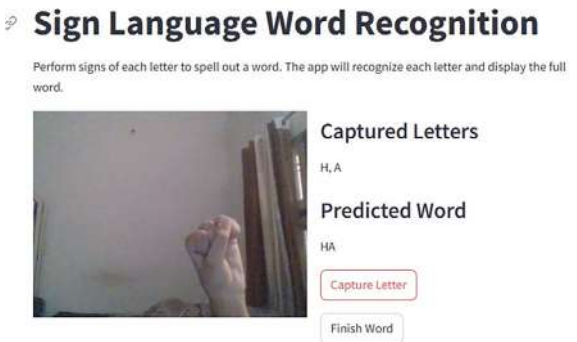 Sign Language Word Recognition
Perform signs of each letter to spell out a word. The app will recognize each letter and display the full
word.
Captured Letters
H, A
Predicted Word
HA
Capture Letter
Finish Word